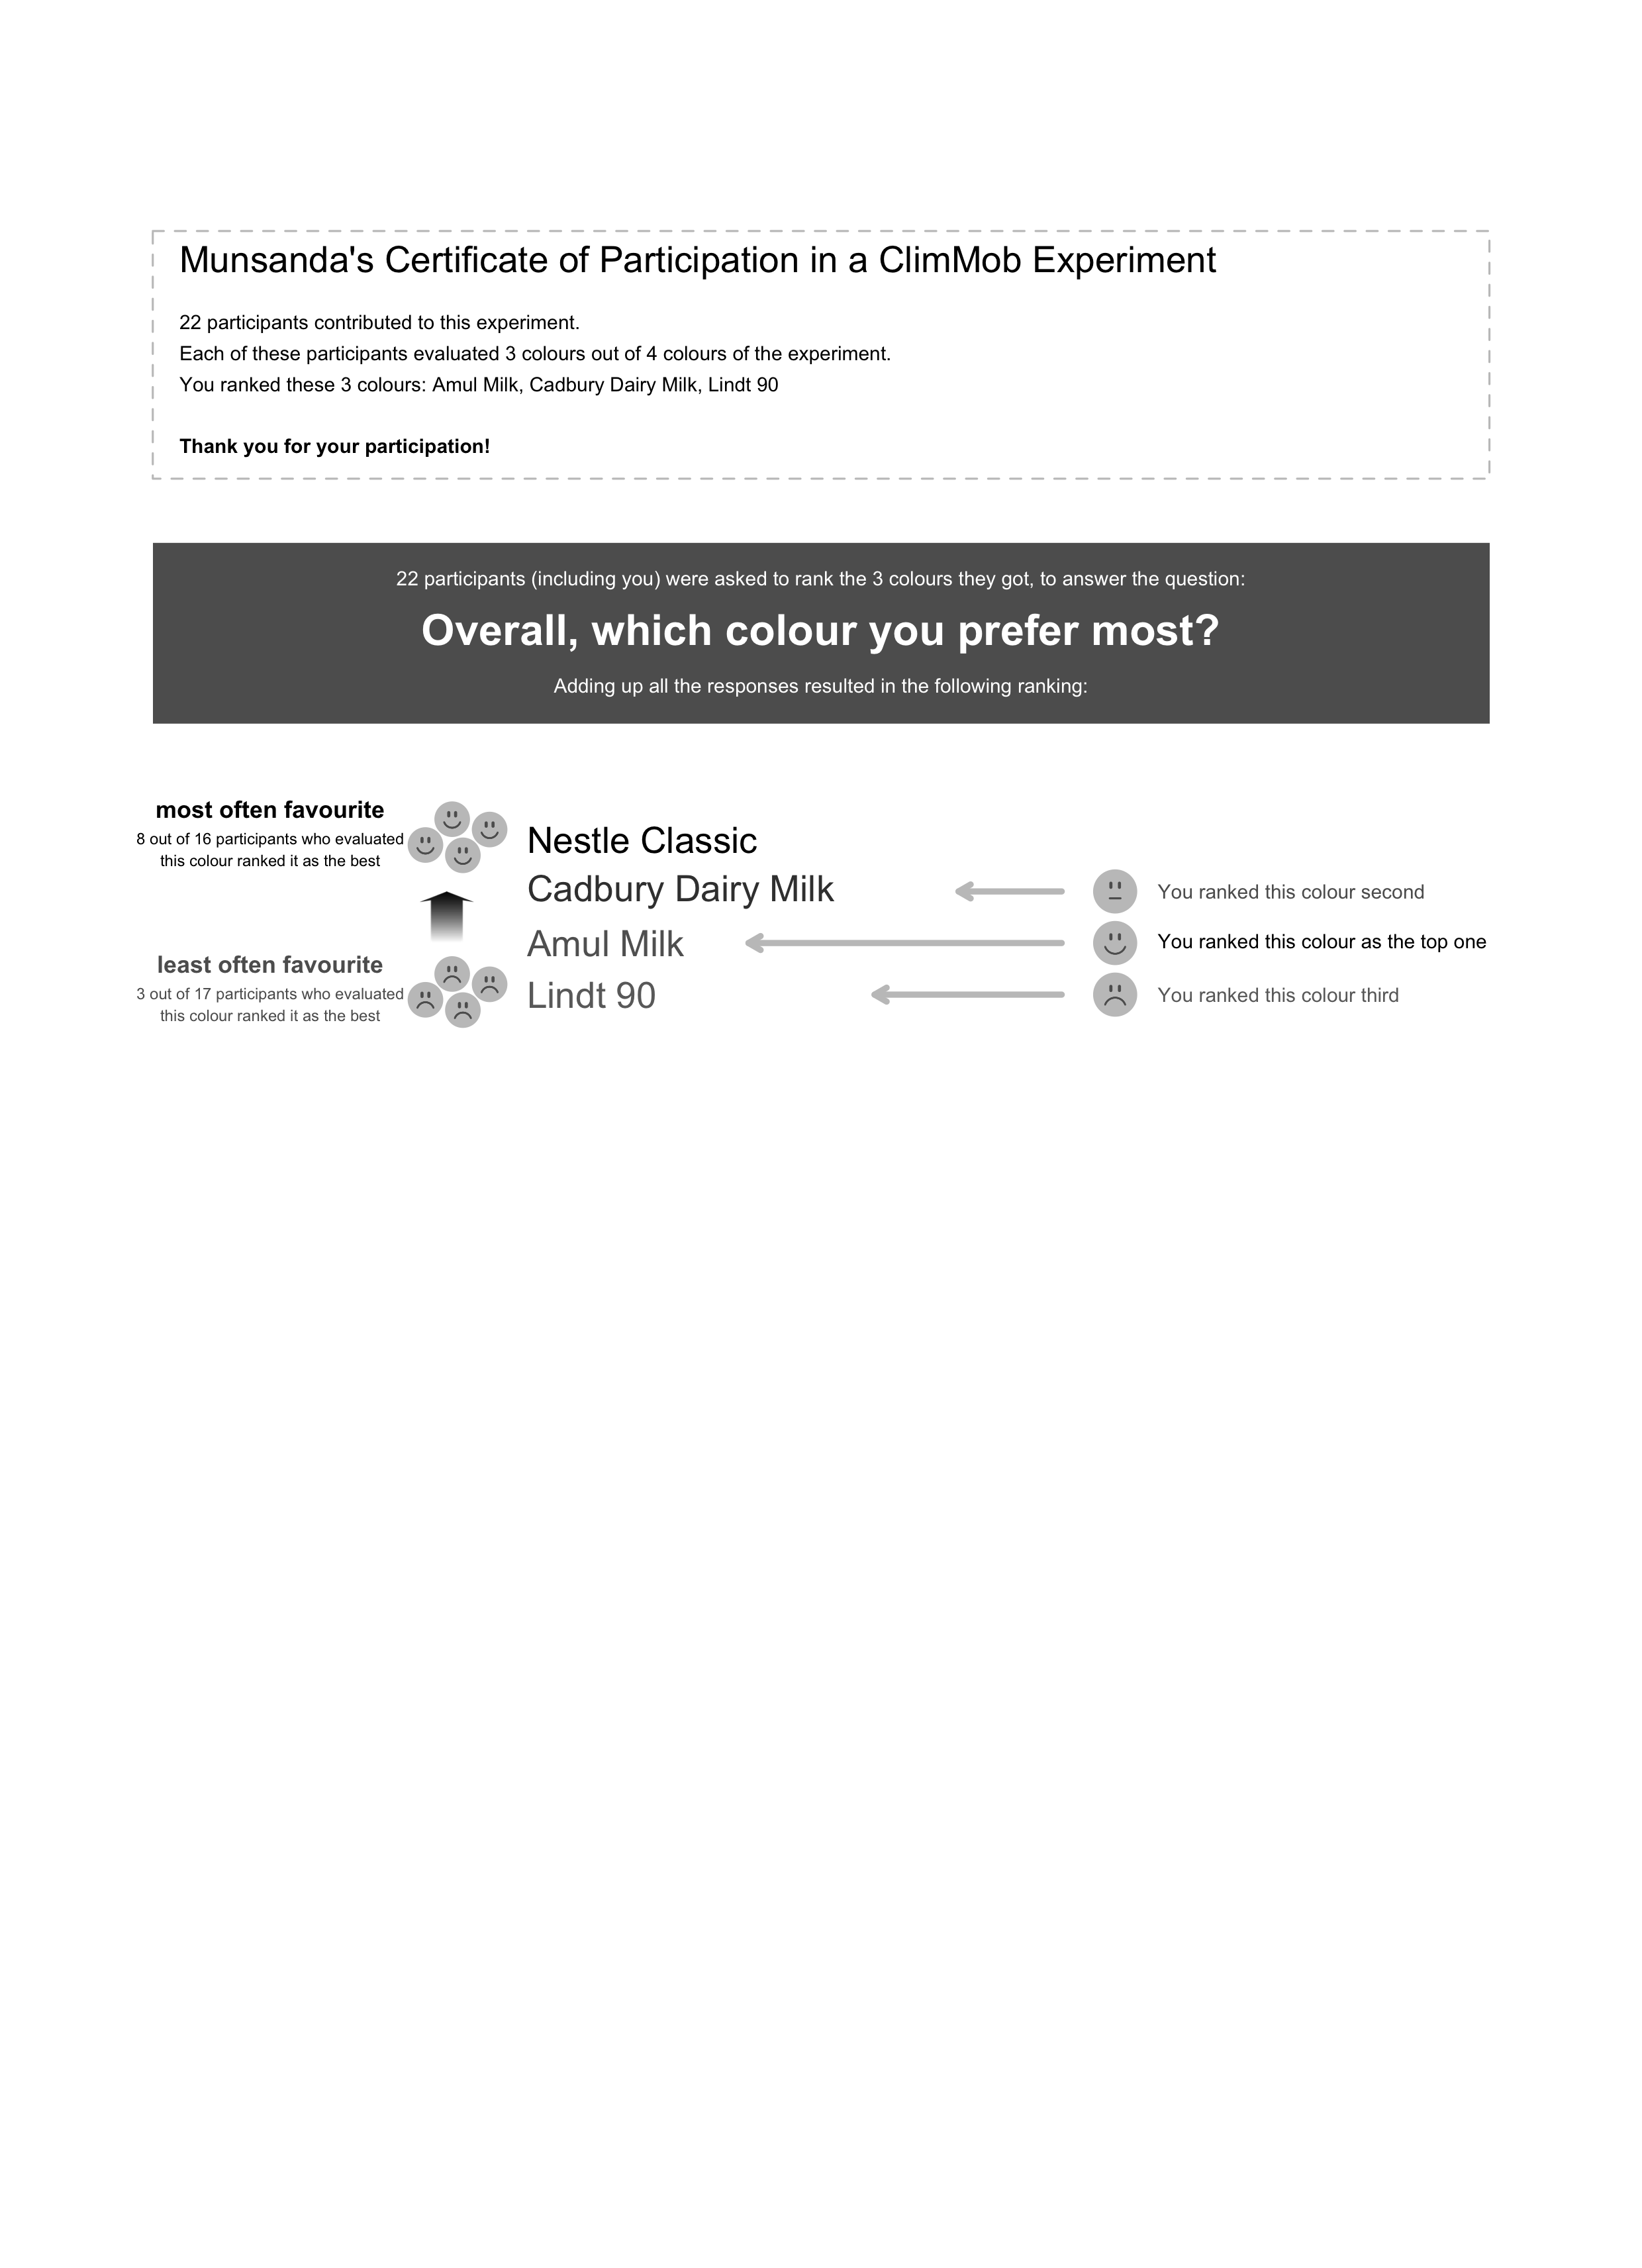 Munsanda's Certificate of Participation in a ClimMob Experiment
22 participants contributed to this experiment.
Each of these participants evaluated 3 colours out of 4 colours of the experiment.
You ranked these 3 colours: Amul Milk, Cadbury Dairy Milk, Lindt 90
Thank you for your participation!
22 participants (including you) were asked to rank the 3 colours they got, to answer the question:
Overall, which colour you prefer most?
Adding up all the responses resulted in the following ranking:
most often favourite
8 out of 16 participants who evaluated
this colour ranked it as the best
Nestle Classic
Cadbury Dairy Milk
You ranked this colour second
Amul Milk
You ranked this colour as the top one
least often favourite
3 out of 17 participants who evaluated
this colour ranked it as the best
Lindt 90
You ranked this colour third